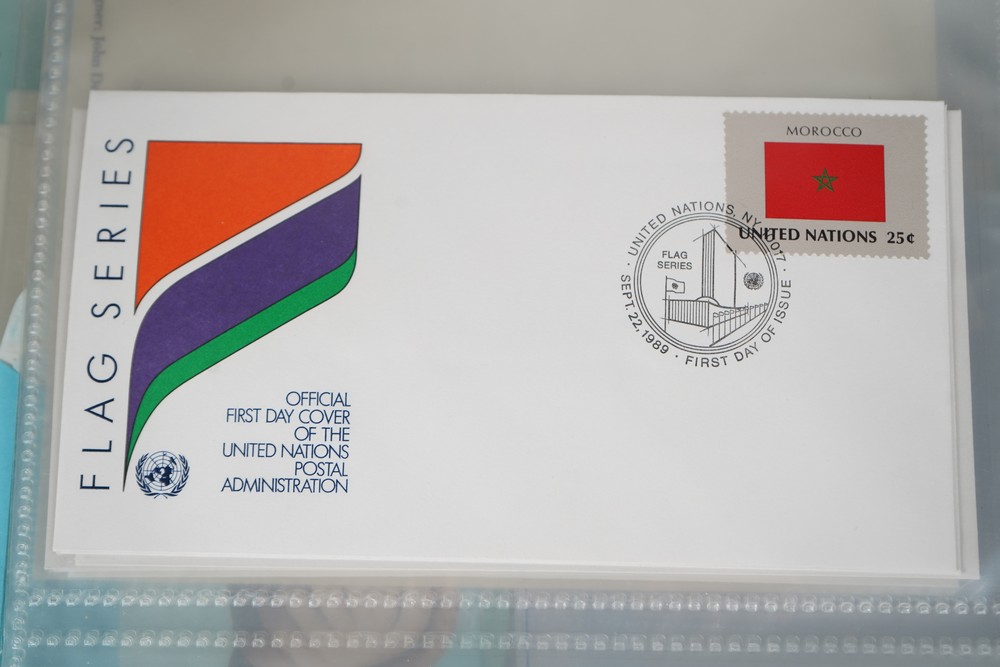 FLAG SERIES
OFFICIAL
FIRST DAY COVER
OF THE
UNITED NATIONS
POSTAL
ADMINISTRATION
MOROCCO
UNITED NATIONS 25¢
UNITED NATIONS, NY 10017
FLAG
SERIES
SEPT. 22, 1989 · FIRST DAY OF ISSUE